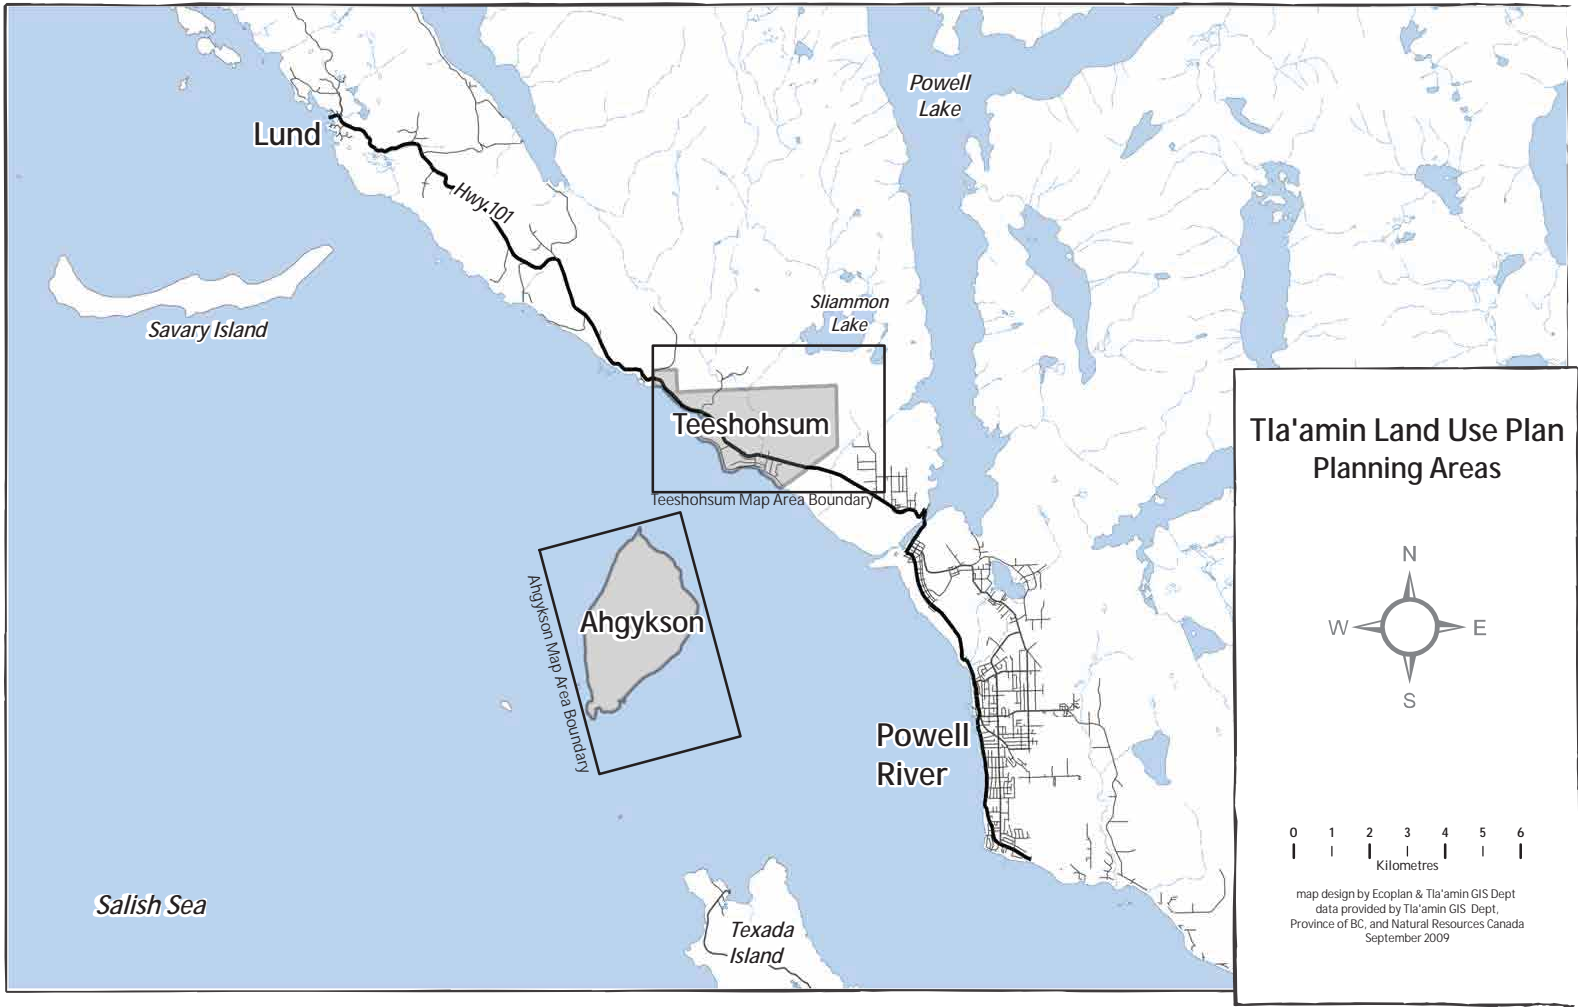 Powell
Lake
Lund
Hwy.101
Sliammon
Lake
Savary Island
Teeshohsum
Teeshohsum Map Area Boundary
Ahgykson
Ahgykson Map Area Boundary
Powell
River
Salish Sea
Texada
Island
Tla'amin Land Use Plan
Planning Areas
N
W
E
S
0 1 2 3 4 5 6
Kilometres
map design by Ecoplan & Tla'amin GIS Dept
data provided by Tla'amin GIS Dept,
Province of BC, and Natural Resources Canada
September 2009